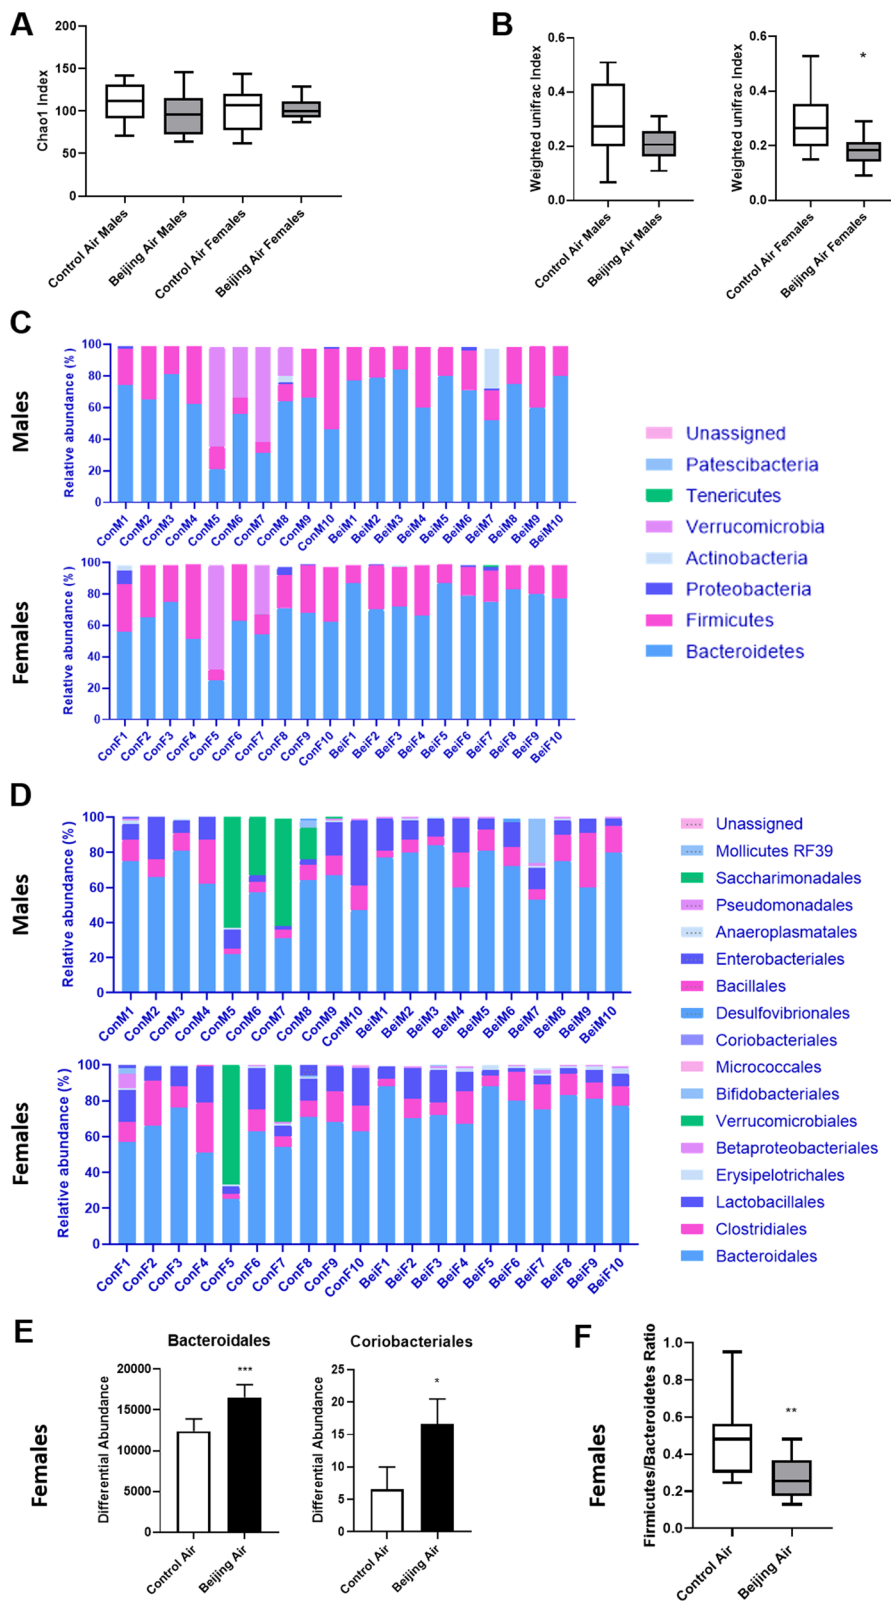 A
Chao1 Index
200
150
100
50
0
Control Air Males
Beijing Air Males
Control Air Females
Beijing Air Females
B
Weighted unifrac Index
0.6
0.4
0.2
0.0
Control Air Males
Beijing Air Males
Weighted unifrac Index
0.6
0.4
0.2
0.0
*
Control Air Females
Beijing Air Females
C
Males
Relative abundance (%)
100
80
60
40
20
0
ConM1
ConM2
ConM3
ConM4
ConM5
ConM6
ConM7
ConM8
ConM9
ConM10
BeiM1
BeiM2
BeiM3
BeiM4
BeiM5
BeiM6
BeiM7
BeiM8
BeiM9
BeiM10
Females
Relative abundance (%)
100
80
60
40
20
0
ConF1
ConF2
ConF3
ConF4
ConF5
ConF6
ConF7
ConF8
ConF9
ConF10
BeiF1
BeiF2
BeiF3
BeiF4
BeiF5
BeiF6
BeiF7
BeiF8
BeiF9
BeiF10
Unassigned
Patescibacteria
Tenericutes
Verrucomicrobia
Actinobacteria
Proteobacteria
Firmicutes
Bacteroidetes
D
Males
Relative abundance (%)
100
80
60
40
20
0
ConM1
ConM2
ConM3
ConM4
ConM5
ConM6
ConM7
ConM8
ConM9
ConM10
BeiM1
BeiM2
BeiM3
BeiM4
BeiM5
BeiM6
BeiM7
BeiM8
BeiM9
BeiM10
Females
Relative abundance (%)
100
80
60
40
20
0
ConF1
ConF2
ConF3
ConF4
ConF5
ConF6
ConF7
ConF8
ConF9
ConF10
BeiF1
BeiF2
BeiF3
BeiF4
BeiF5
BeiF6
BeiF7
BeiF8
BeiF9
BeiF10
Unassigned
Mollicutes RF39
Saccharimonadales
Pseudomonadales
Anaeroplasmatales
Enterobacteriales
Bacillales
Desulfovibrionales
Coriobacteriales
Micrococcales
Bifidobacteriales
Verrucomicrobiales
Betaproteobacteriales
Erysipelotrichales
Lactobacillales
Clostridiales
Bacteroidales
E
Females
Bacteroidales
Differential Abundance
20000
15000
10000
5000
0
***
Control Air
Beijing Air
Coriobacteriales
Differential Abundance
25
20
15
10
5
0
*
Control Air
Beijing Air
F
Females
Firmicutes/Bacteroidetes Ratio
1.0
0.8
0.6
0.4
0.2
0.0
**
Control Air
Beijing Air